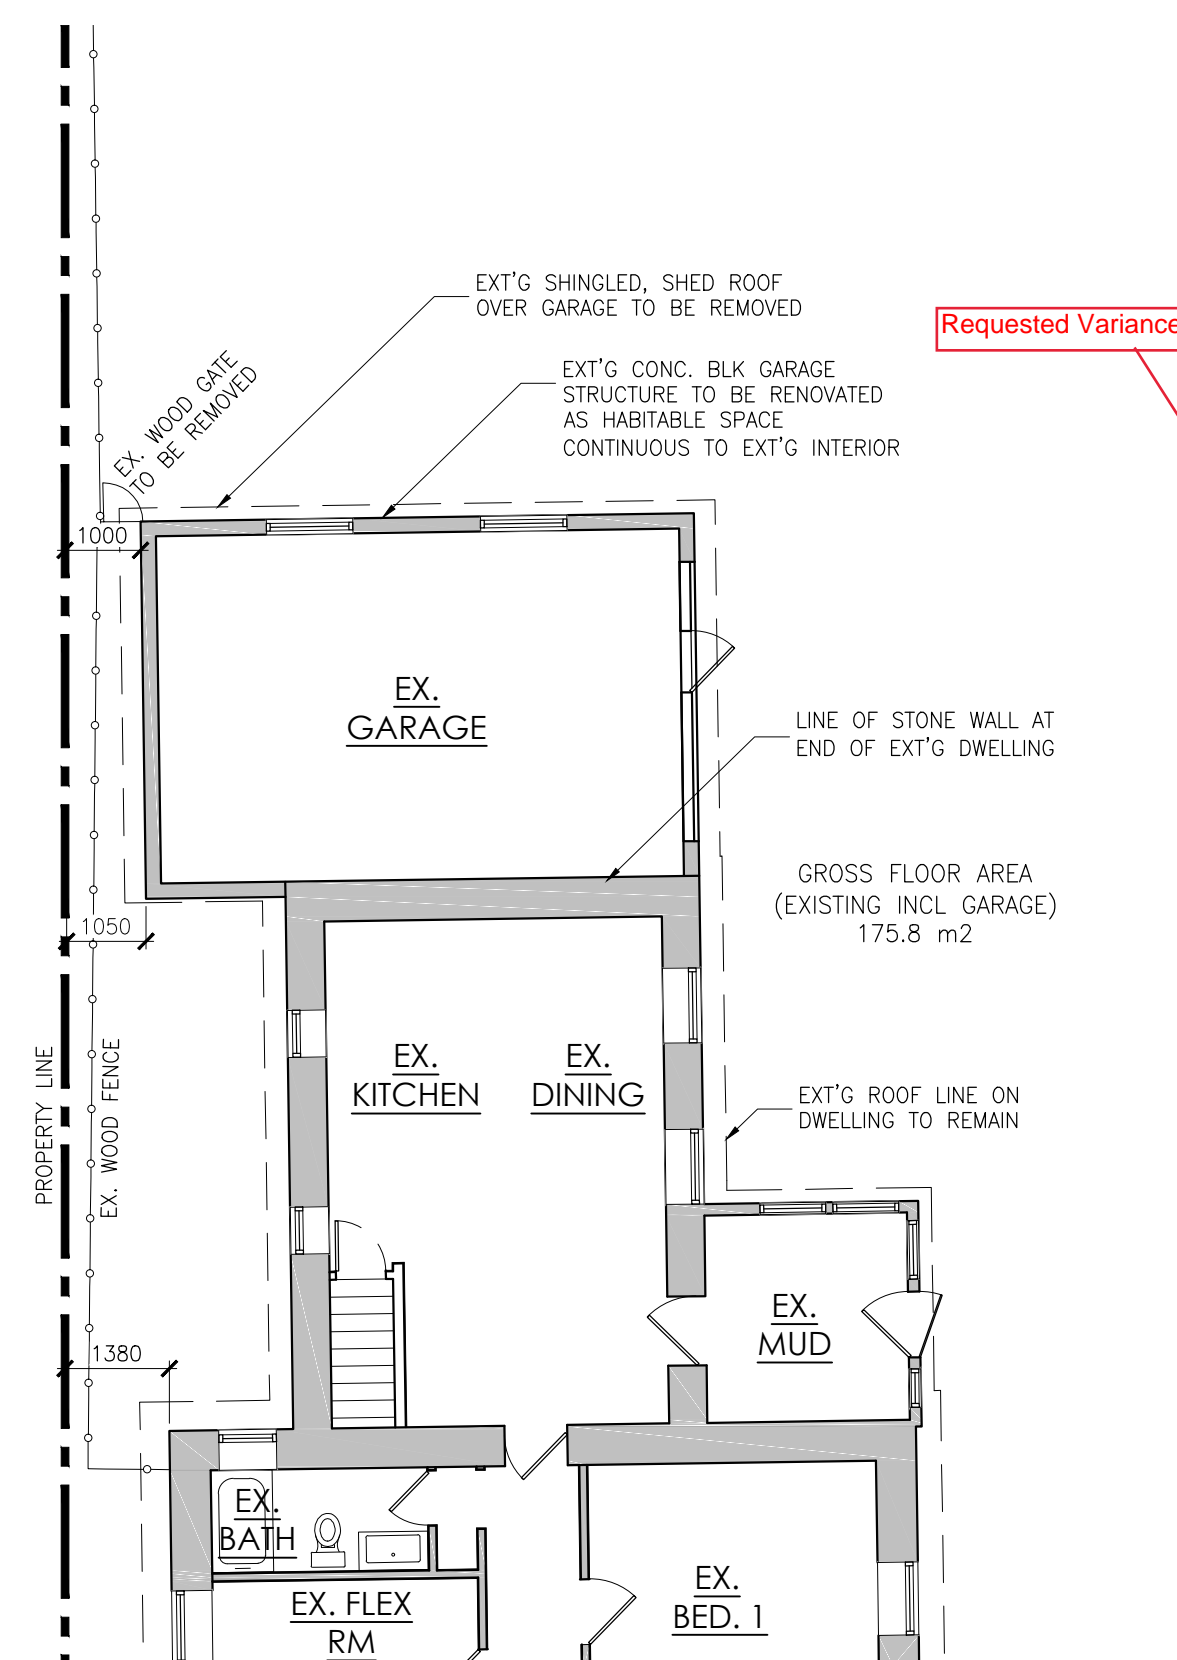 EXT'G SHINGLED, SHED ROOF
OVER GARAGE TO BE REMOVED
Requested Variance
EXT'G CONC. BLK GARAGE
STRUCTURE TO BE RENOVATED
AS HABITABLE SPACE
CONTINUOUS TO EXT'G INTERIOR
EX. WOOD GATE
TO BE REMOVED
1000
EX.
GARAGE
LINE OF STONE WALL AT
END OF EXT'G DWELLING
GROSS FLOOR AREA
(EXISTING INCL GARAGE)
175.8 m2
1050
PROPERTY LINE
EX. WOOD FENCE
EX.
KITCHEN
EX.
DINING
EXT'G ROOF LINE ON
DWELLING TO REMAIN
EX.
MUD
1380
EX.
BATH
EX. FLEX
RM
EX.
BED. 1